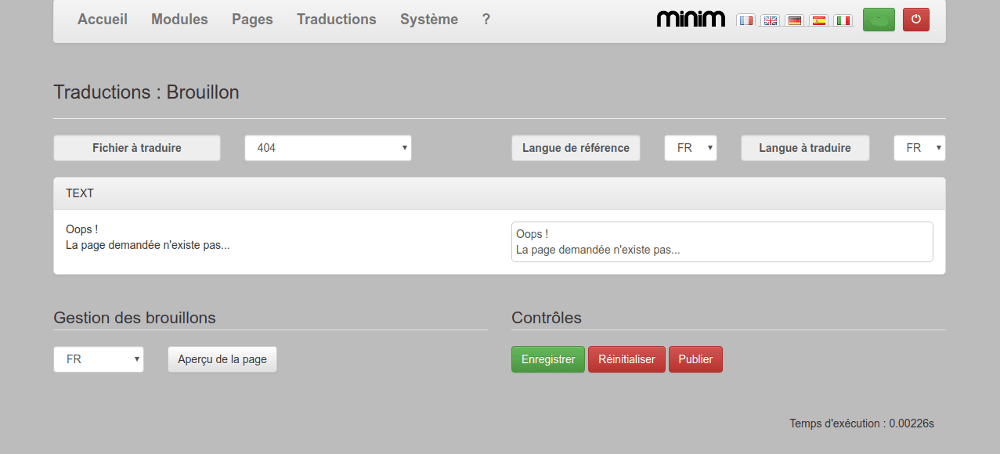 Accueil Modules Pages Traductions Système ? minim
Traductions : Brouillon
Fichier à traduire 404 Langue de référence FR Langue à traduire FR
TEXT
Oops ! Oops !
La page demandée n'existe pas... La page demandée n'existe pas...
Gestion des brouillons Contrôles
FR Aperçu de la page Enregistrer Réinitialiser Publier
Temps d'exécution : 0.00226s